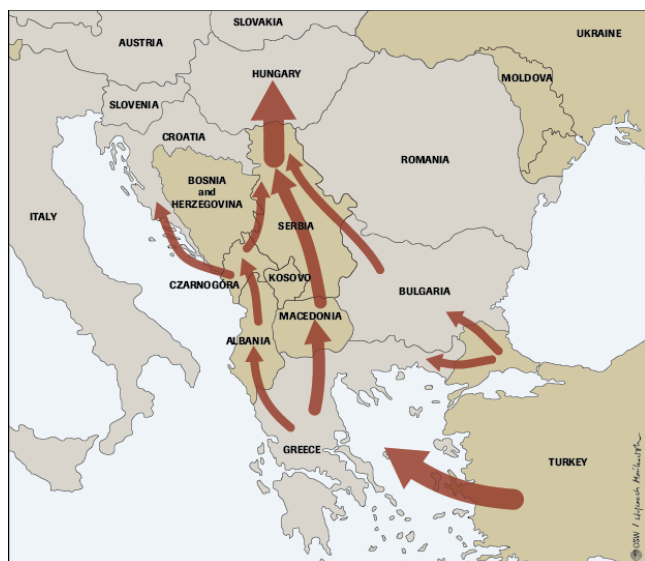 SLOVAKIA
UKRAINE
AUSTRIA
HUNGARY
MOLDOVA
SLOVENIA
CROATIA
ROMANIA
BOSNIA
and
HERZEGOVINA
ITALY
SERBIA
KOSOVO
CZARNOGÓRA
BULGARIA
MACEDONIA
ALBANIA
GREECE
TURKEY
© OSW /